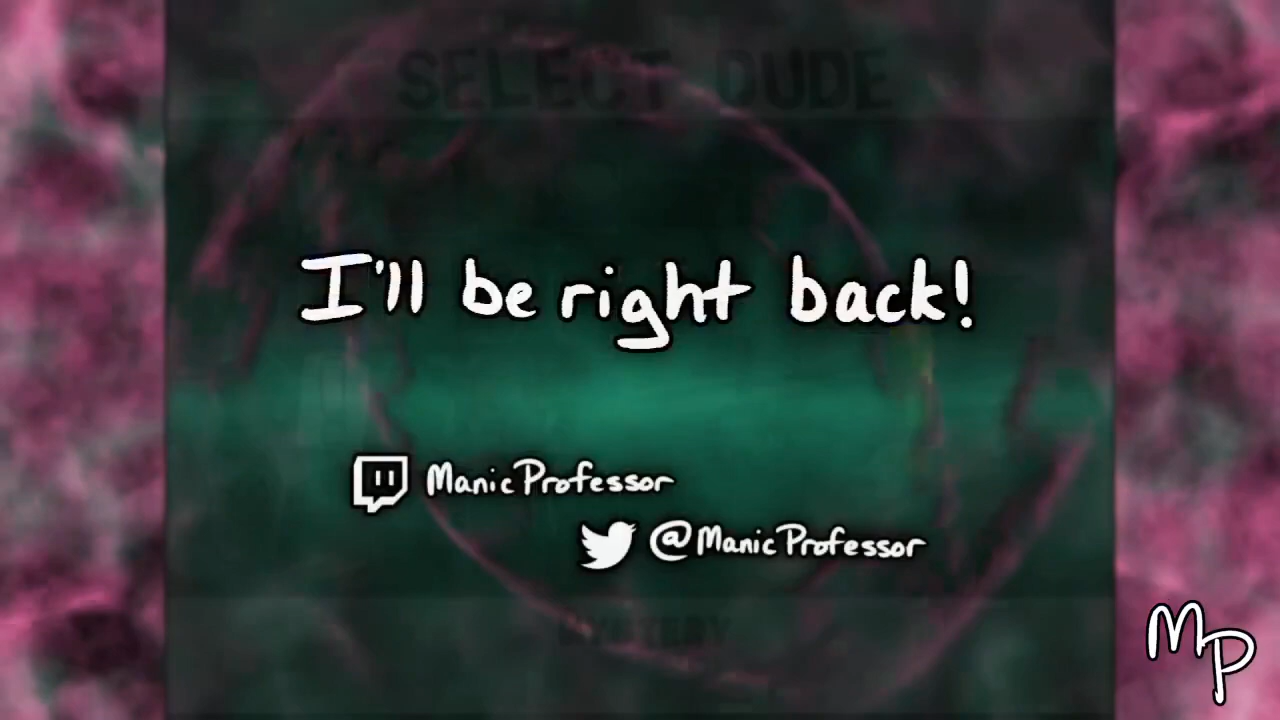 SELECT DUDE
I'll be right back!
ManicProfessor
@ManicProfessor
MP